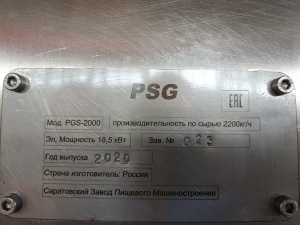 PSG
EAC
Мод. PGS-2000 производительность по сырью 2200кг/ч
Эл. Мощность 18,5 кВт Зав. № 023
Год выпуска 2020
Страна изготовитель: Россия
Саратовский Завод Пищевого Машиностроения